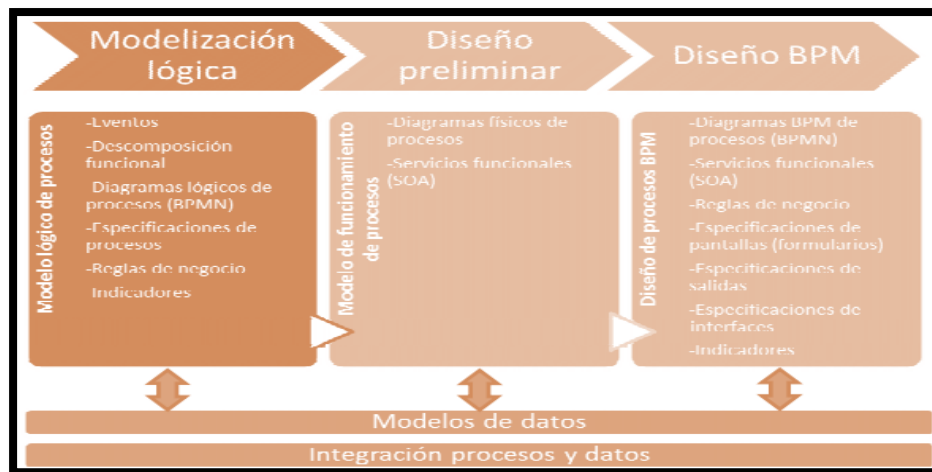 Modelización
lógica
Diseño
preliminar
Diseño BPM
Modelo lógico de procesos
-Eventos
-Descomposición
funcional
Diagramas lógicos de
procesos (BPMN)
-Especificaciones de
procesos
-Reglas de negocio
Indicadores
Modelo de funcionamiento
de procesos
-Diagramas físicos de
procesos
-Servicios funcionales
(SOA)
Diseño de procesos BPM
-Diagramas BPM de
procesos (BPMN)
-Servicios funcionales
(SOA)
-Reglas de negocio
-Especificaciones de
pantallas (formularios)
-Especificaciones de
salidas
-Especificaciones de
interfaces
-Indicadores
Modelos de datos
Integración procesos y datos